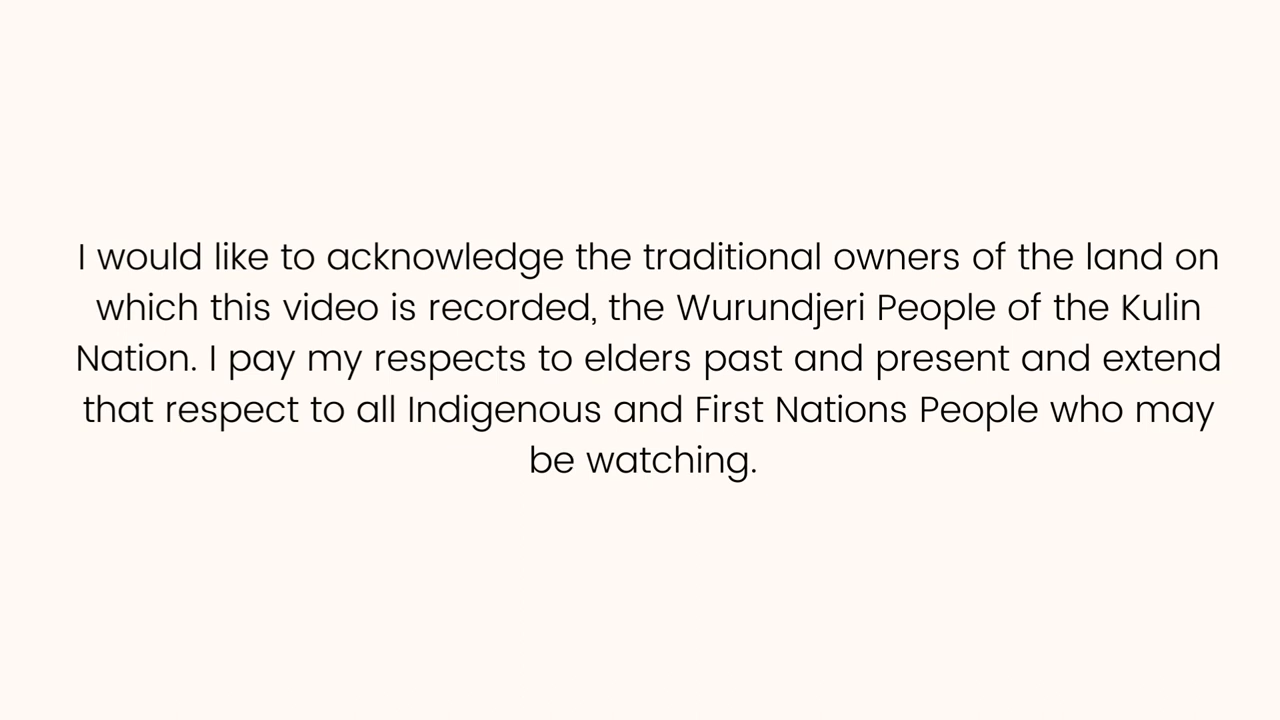 I would like to acknowledge the traditional owners of the land on
which this video is recorded, the Wurundjeri People of the Kulin
Nation. I pay my respects to elders past and present and extend
that respect to all Indigenous and First Nations People who may
be watching.